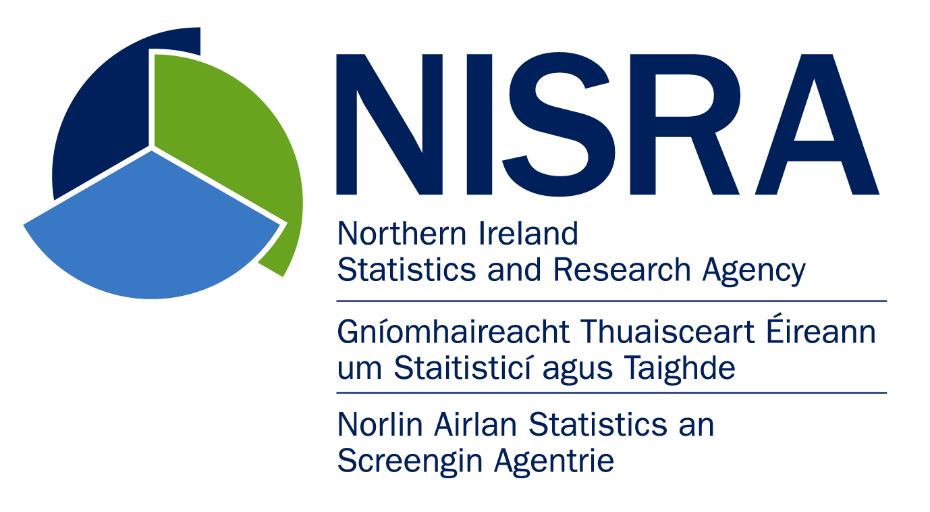 NISRA
Northern Ireland
Statistics and Research Agency
Gníomhaireacht Thuaisceart Éireann
um Staitisticí agus Taighde
Norlin Airlan Statistics an
Screengin Agentrie